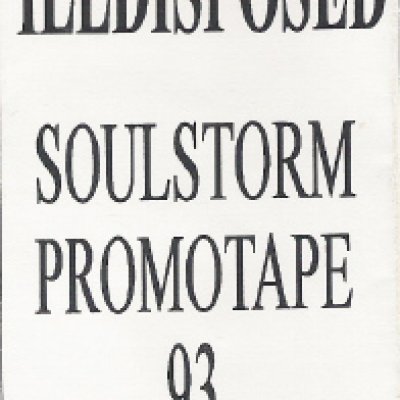 ILLDISPOSED
SOULSTORM
PROMOTAPE
93